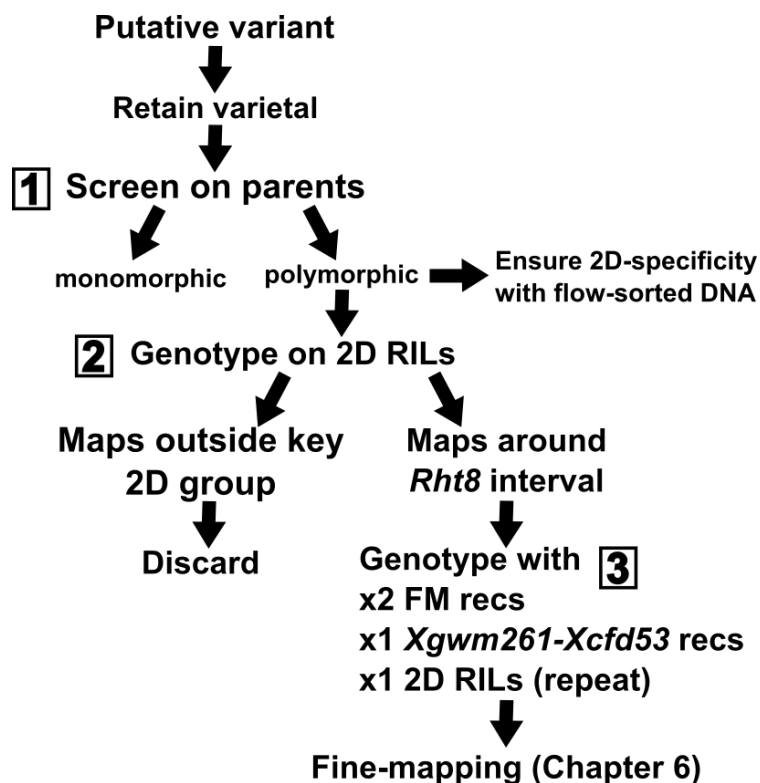 Putative variant
Retain varietal
1 Screen on parents
monomorphic
polymorphic
Ensure 2D-specificity
with flow-sorted DNA
2 Genotype on 2D RILs
Maps outside key
2D group
Discard
Maps around
Rht8 interval
Genotype with 3
x2 FM recs
x1 Xgwm261-Xcfd53 recs
x1 2D RILs (repeat)
Fine-mapping (Chapter 6)